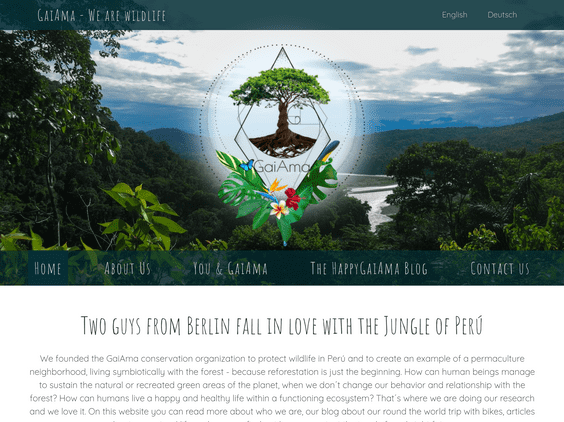 GaiAma - We are wildlife
English Deutsch
GaiAma
Home About Us You & GaiAma The HappyGaiAma Blog Contact us
Two guys from Berlin fall in love with the Jungle of Perú
We founded the GaiAma conservation organization to protect wildlife in Perú and to create an example of a permaculture
neighborhood, living symbiotically with the forest - because reforestation is just the beginning. How can human beings manage
to sustain the natural or recreated green areas of the planet, when we don´t change our behavior and relationship with the
forest? How can humans live a happy and healthy life within a functioning ecosystem? That´s where we are doing our research
and we love it. On this website you can read more about who we are, our blog about our round the world trip with bikes, articles